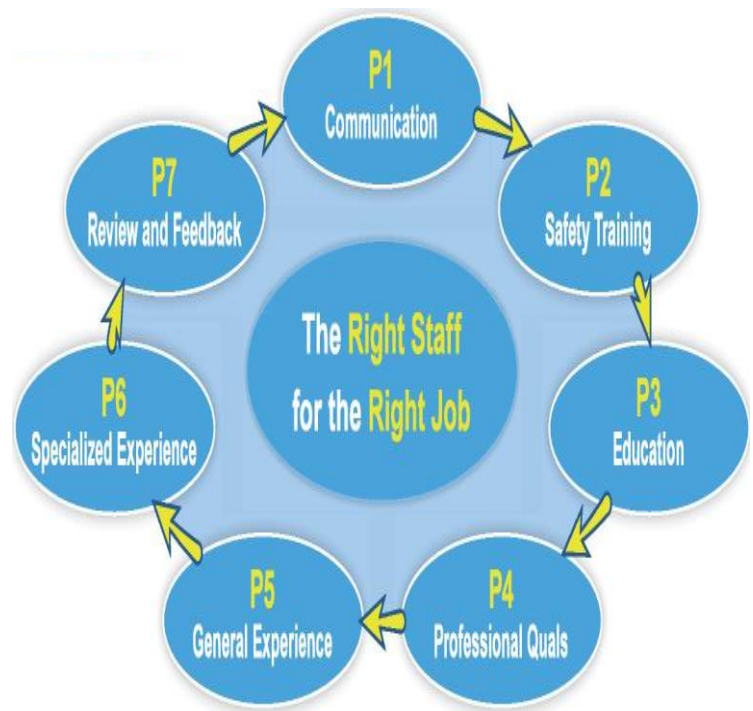 P1
Communication
P2
Safety Training
P3
Education
P4
Professional Quals
P5
General Experience
P6
Specialized Experience
P7
Review and Feedback
The Right Staff
for the Right Job